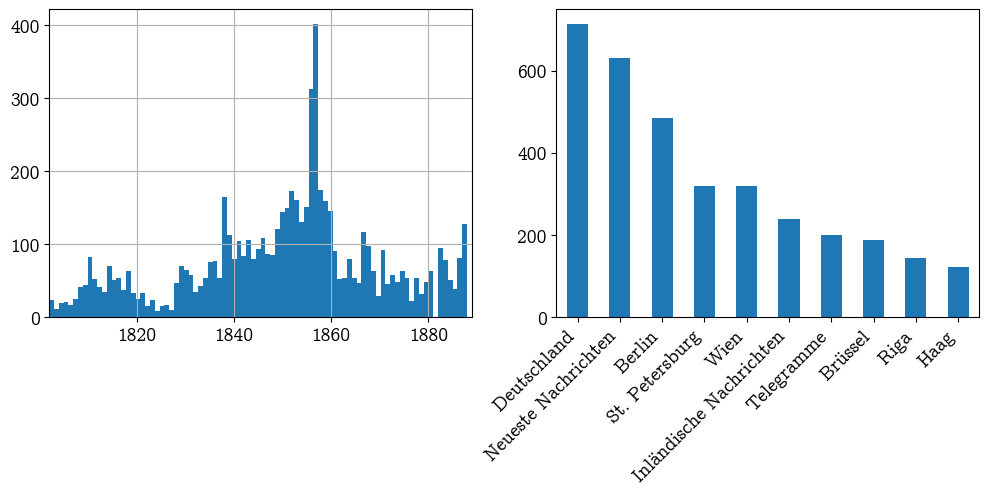 400
300
200
100
0
1820 1840 1860 1880
600
400
200
0
Deutschland
Neueste Nachrichten
Berlin
St. Petersburg
Wien
Inländische Nachrichten
Telegramme
Brüssel
Riga
Haag